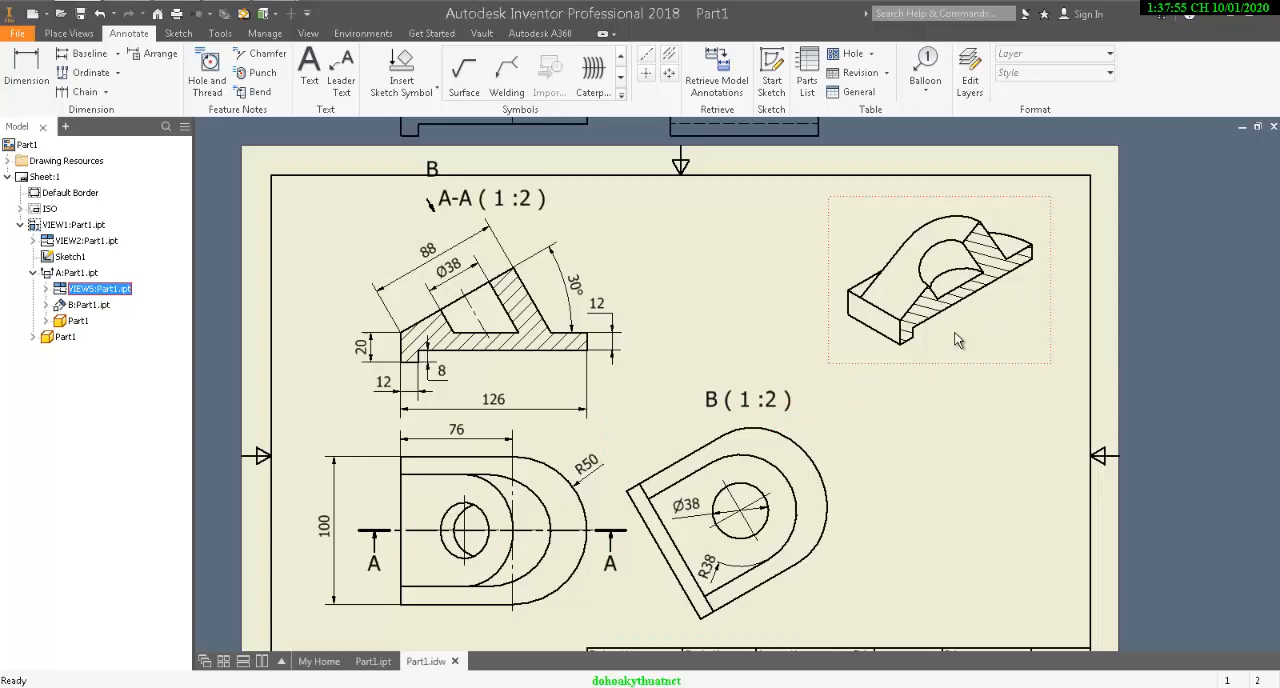 Autodesk Inventor Professional 2018 Part1
Search Help & Commands...
Sign In
1:37:55 CH 10/01/2020
File Place Views Annotate Sketch Tools Manage View Environments Get Started Vault Autodesk A360
Dimension
Baseline
Ordinate
Chain
Arrange
Dimension
Hole and Thread
Chamfer
Punch
Bend
Feature Notes
Text
Leader Text
Text
Insert Sketch Symbol
Surface
Welding
Impor...
Caterp...
Symbols
Retrieve Model Annotations
Retrieve
Start Sketch
Sketch
Parts List
Hole
Revision
General
Table
Balloon
Edit Layers
Layer
Style
Format
Model
Part1
Drawing Resources
Sheet:1
Default Border
ISO
VIEW1:Part1.ipt
VIEW2:Part1.ipt
Sketch1
A:Part1.ipt
VIEW5:Part1.ipt
B:Part1.ipt
Part1
Part1
B
A-A ( 1 :2 )
88
Ø38
30°
12
20
8
12
126
B ( 1 :2 )
76
R50
100
A
A
Ø38
R38
My Home
Part1.ipt
Part1.idw
Ready
dohoakythuatnet
1 2